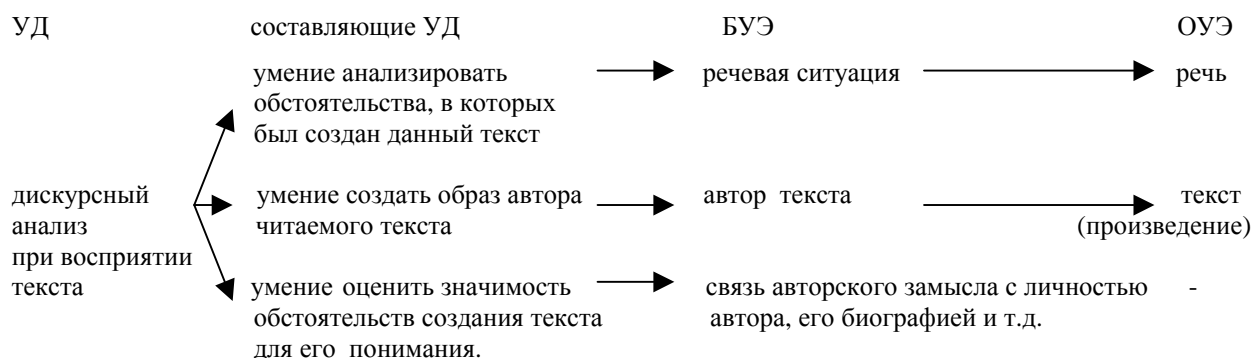 УД составляющие УД БУЭ ОУЭ
умение анализировать речевая ситуация речь
обстоятельства, в которых
был создан данный текст
дискурсный умение создать образ автора автор текста текст
анализ читаемого текста (произведение)
при восприятии
текста умение оценить значимость связь авторского замысла с личностью -
обстоятельств создания текста автора, его биографией и т.д.
для его понимания.